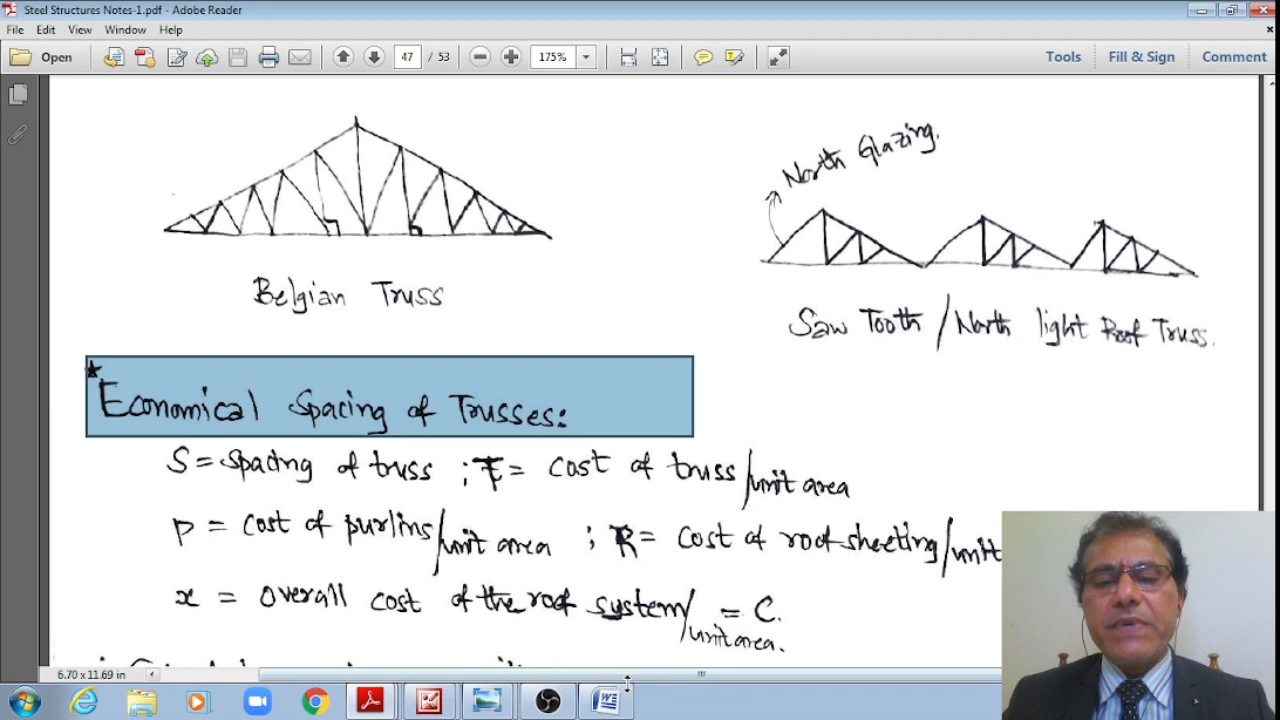 Steel Structures Notes-1.pdf - Adobe Reader
File Edit View Window Help
Open 47 / 53 175% Tools Fill & Sign Comment
North Glazing.
Belgian Truss
Saw Tooth / North light Roof Truss.
Economical Spacing of Trusses:
S = Spacing of truss ; T = cost of truss/unit area
P = cost of purlins/unit area ; R = cost of roof sheeting/unit
x = overall cost of the roof system/unit area. = C.
6.70 x 11.69 in